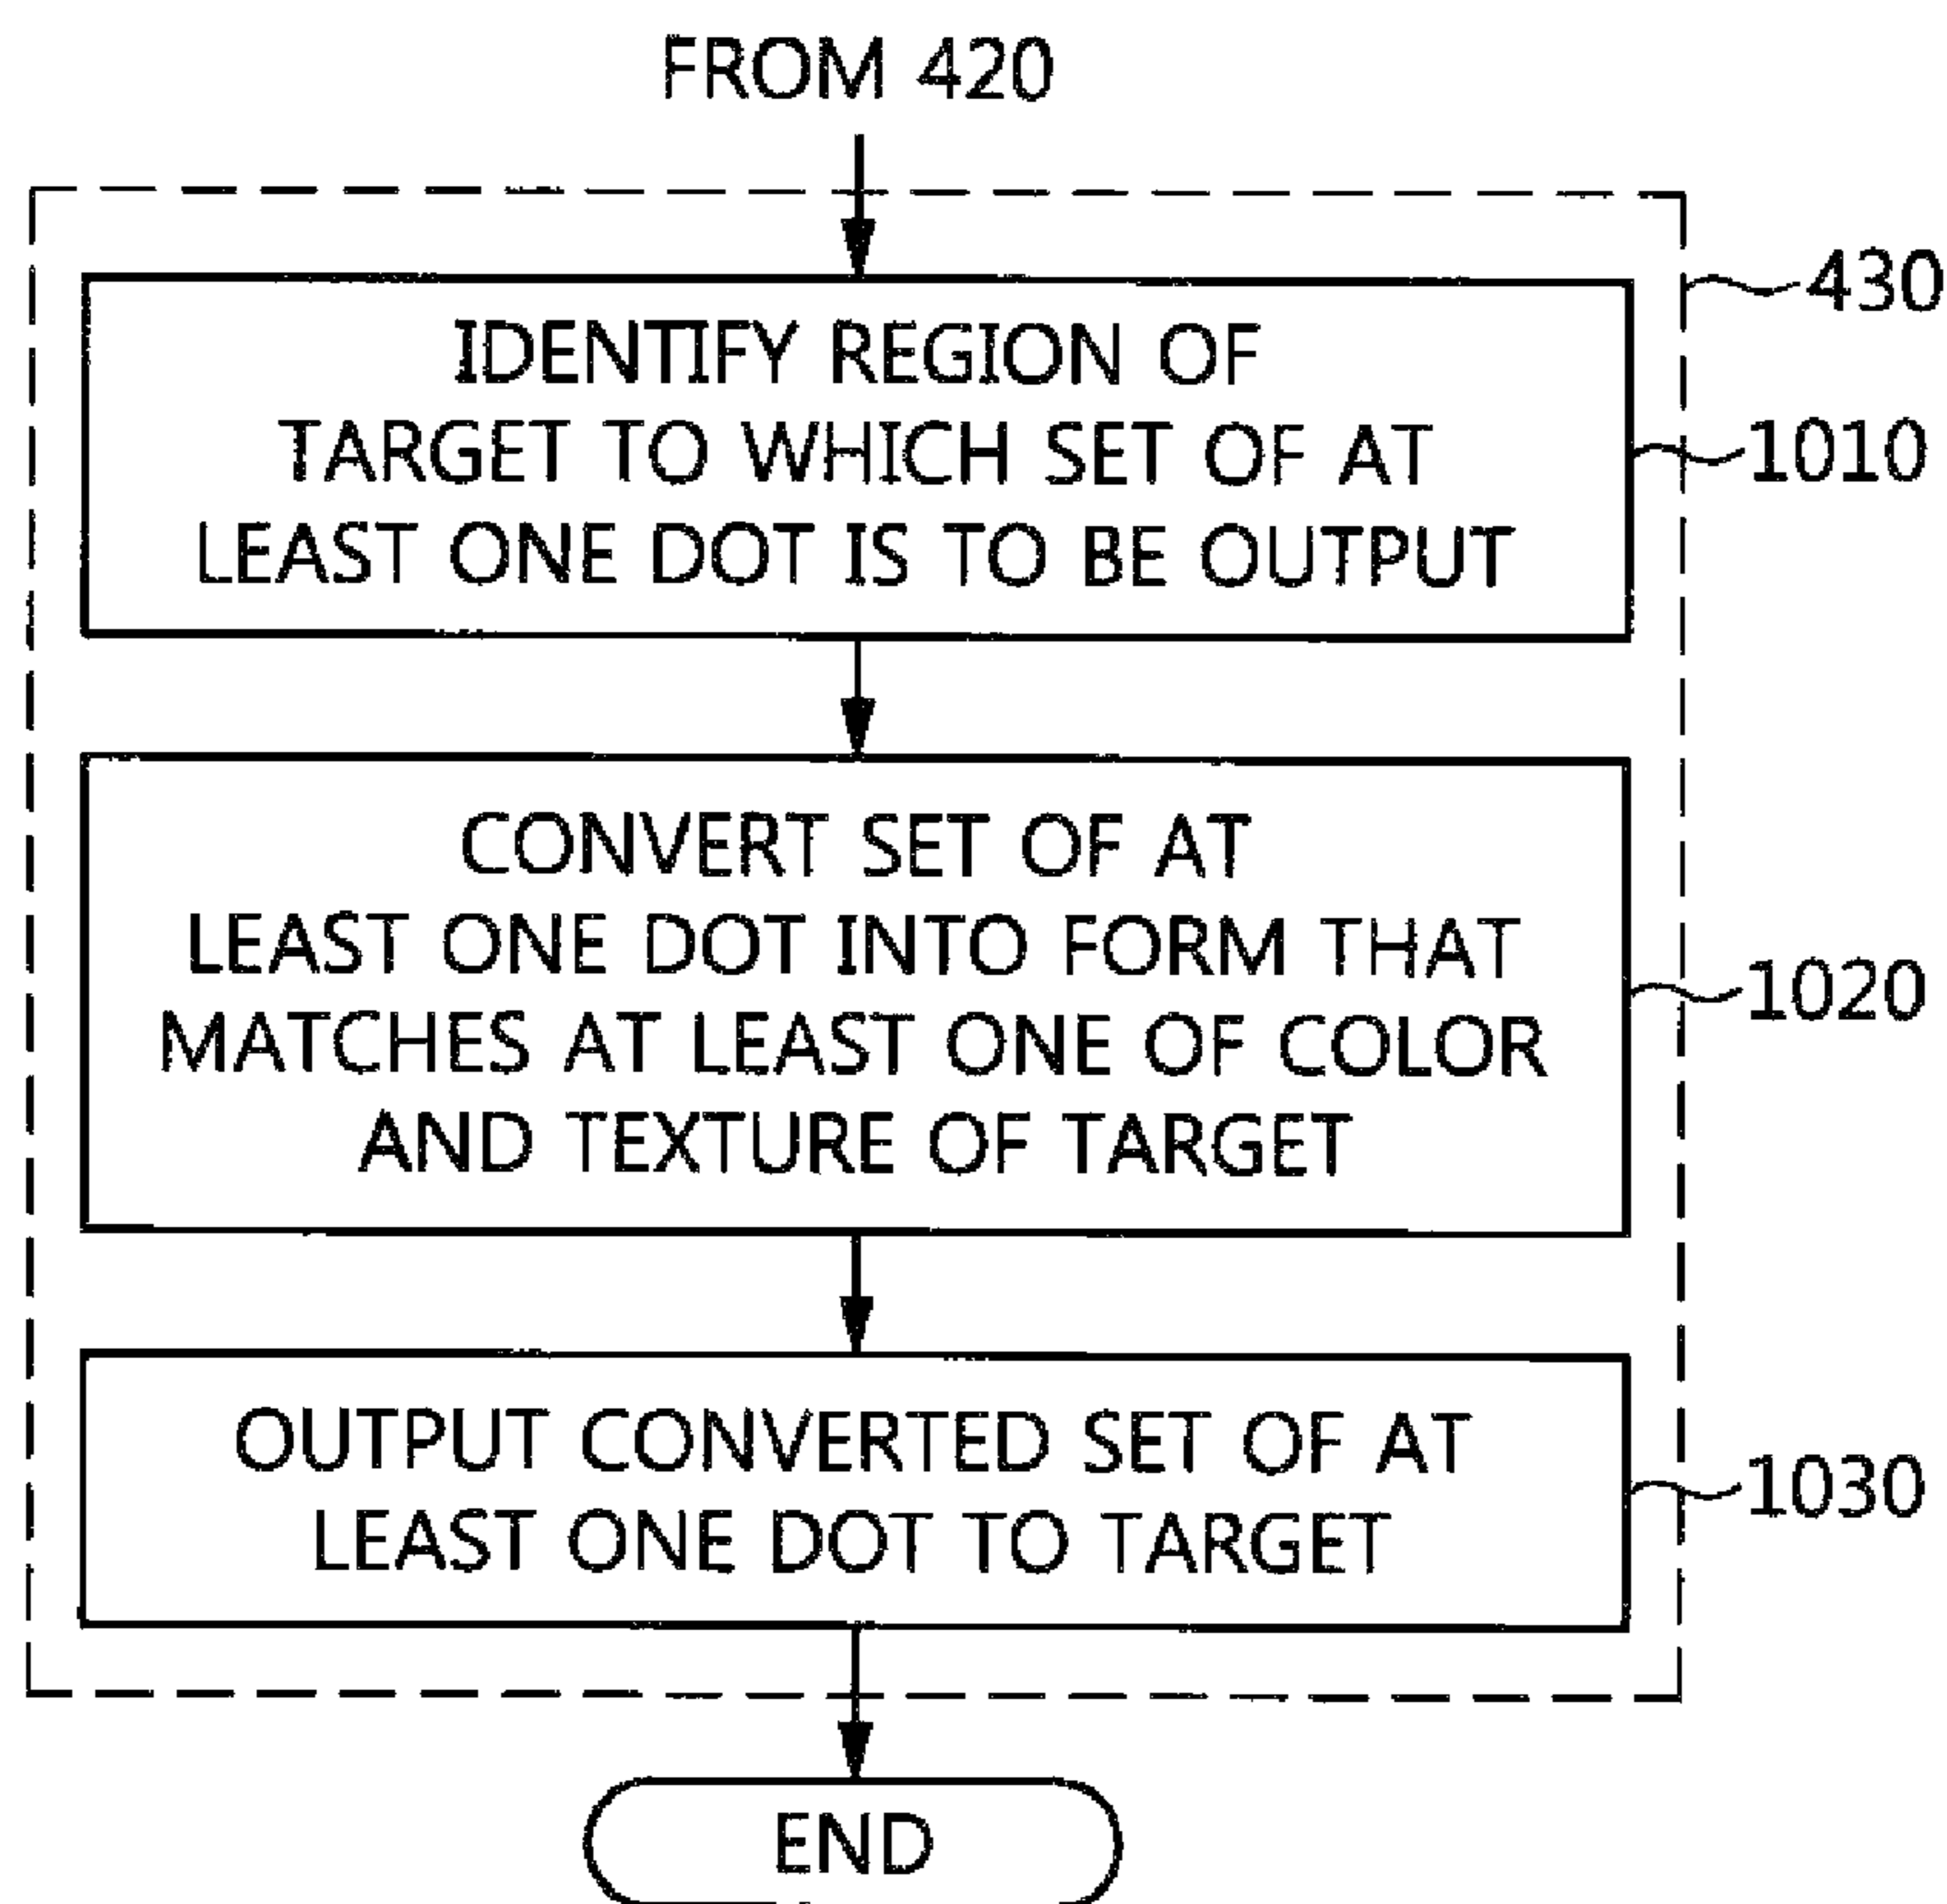 FROM 420
430
IDENTIFY REGION OF
TARGET TO WHICH SET OF AT
LEAST ONE DOT IS TO BE OUTPUT
1010
CONVERT SET OF AT
LEAST ONE DOT INTO FORM THAT
MATCHES AT LEAST ONE OF COLOR
AND TEXTURE OF TARGET
1020
OUTPUT CONVERTED SET OF AT
LEAST ONE DOT TO TARGET
1030
END